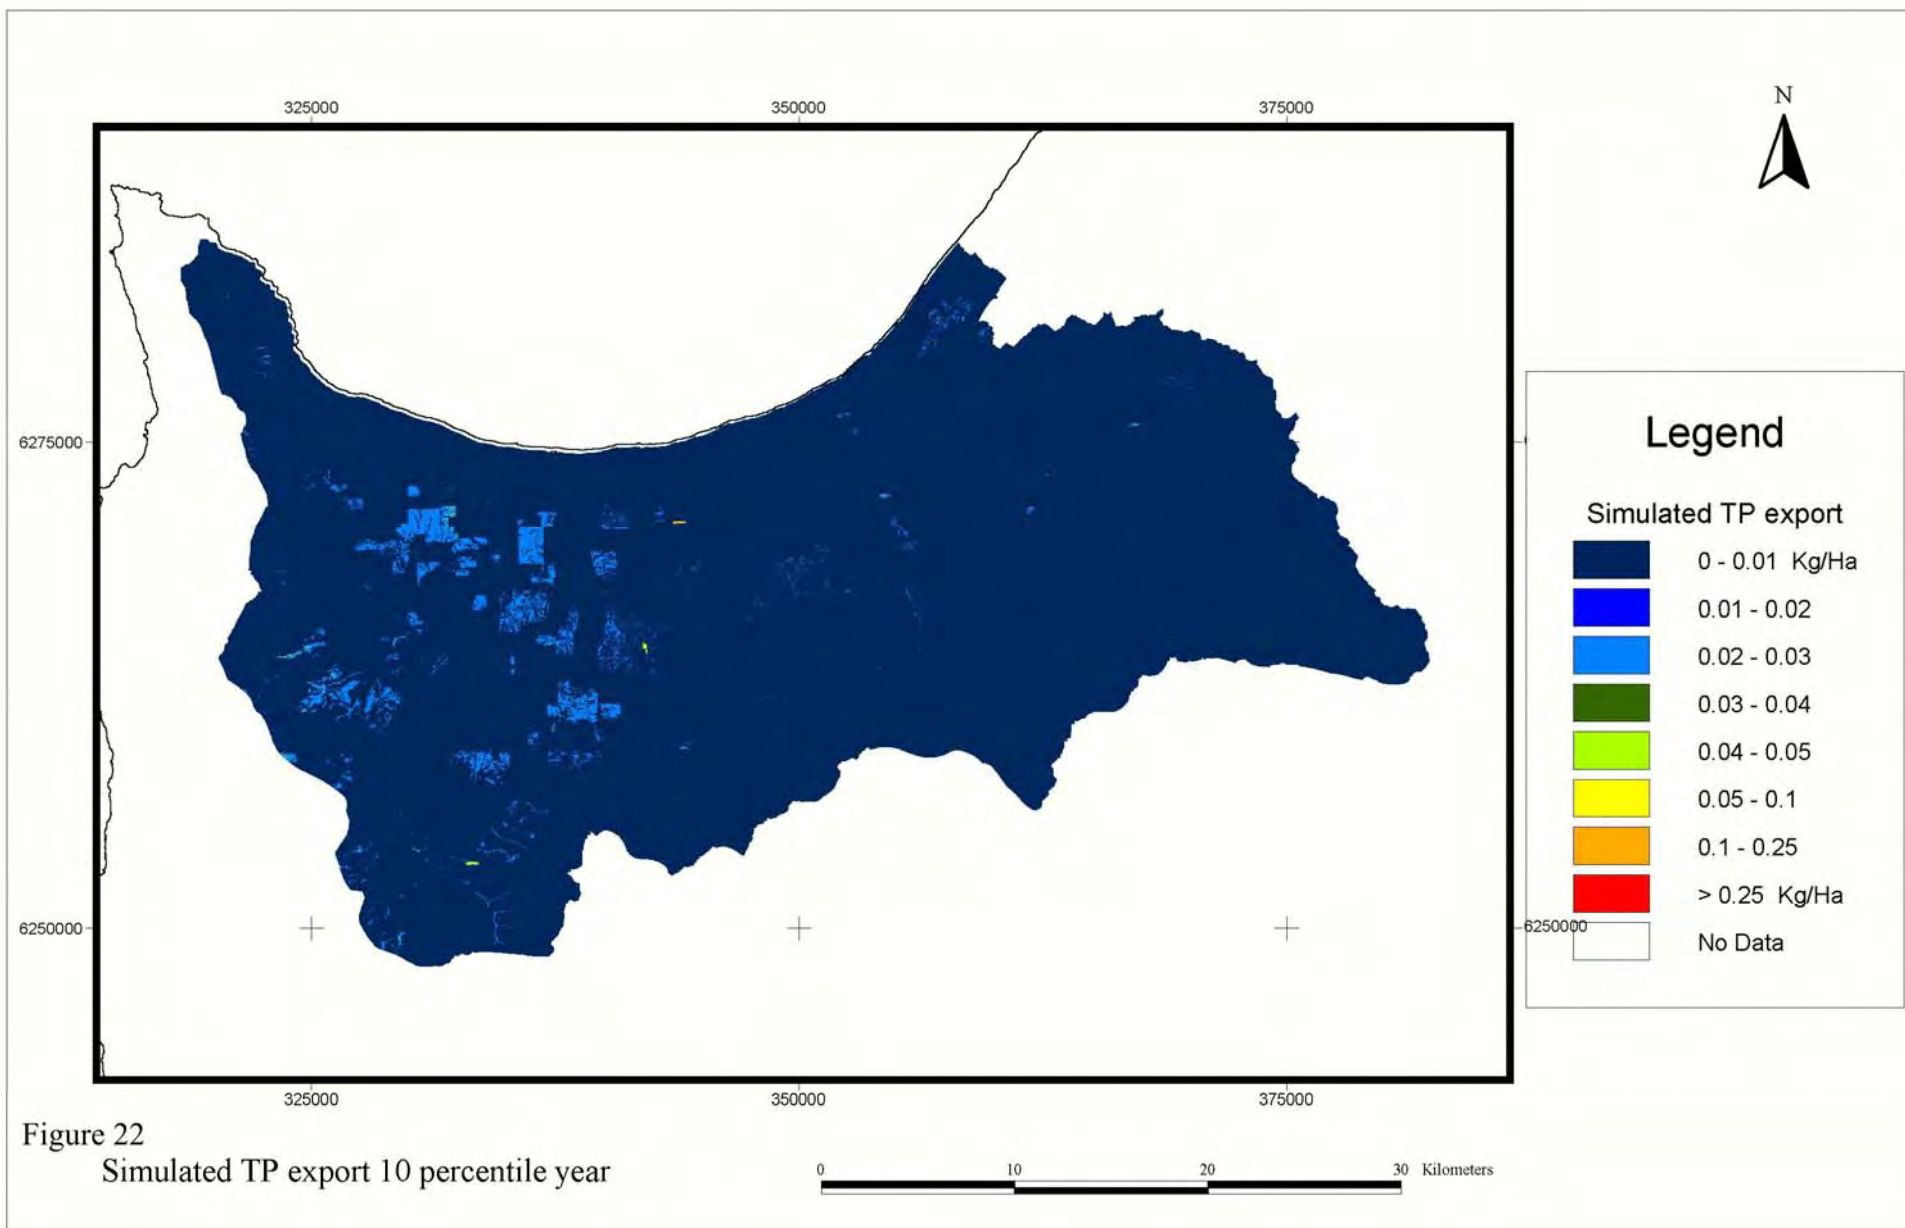 N
325000 350000 375000
6275000
6250000
6250000
325000 350000 375000
Legend
Simulated TP export
0 - 0.01 Kg/Ha
0.01 - 0.02
0.02 - 0.03
0.03 - 0.04
0.04 - 0.05
0.05 - 0.1
0.1 - 0.25
> 0.25 Kg/Ha
No Data
Figure 22
Simulated TP export 10 percentile year
0 10 20 30 Kilometers